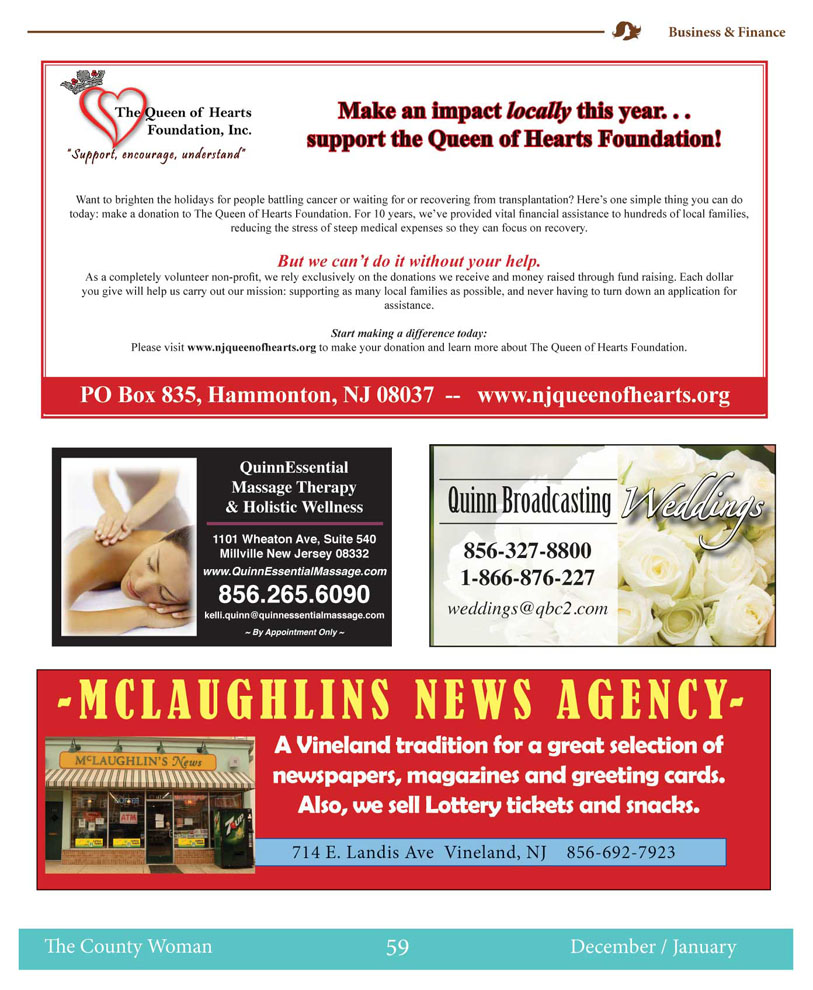 Business & Finance
The Queen of Hearts
Foundation, Inc.
"Support, encourage, understand"
Make an impact locally this year. . .
support the Queen of Hearts Foundation!
Want to brighten the holidays for people battling cancer or waiting for or recovering from transplantation? Here's one simple thing you can do
today: make a donation to The Queen of Hearts Foundation. For 10 years, we've provided vital financial assistance to hundreds of local families,
reducing the stress of steep medical expenses so they can focus on recovery.
But we can't do it without your help.
As a completely volunteer non-profit, we rely exclusively on the donations we receive and money raised through fund raising. Each dollar
you give will help us carry out our mission: supporting as many local families as possible, and never having to turn down an application for
assistance.
Start making a difference today:
Please visit www.njqueenofhearts.org to make your donation and learn more about The Queen of Hearts Foundation.
PO Box 835, Hammonton, NJ 08037 -- www.njqueenofhearts.org
QuinnEssential
Massage Therapy
& Holistic Wellness
1101 Wheaton Ave, Suite 540
Millville New Jersey 08332
www.QuinnEssentialMassage.com
856.265.6090
kelli.quinn@quinnessentialmassage.com
~ By Appointment Only ~
Quinn Broadcasting Weddings
856-327-8800
1-866-876-227
weddings@qbc2.com
-MCLAUGHLINS NEWS AGENCY-
McLAUGHLIN'S News
ATM
A Vineland tradition for a great selection of
newspapers, magazines and greeting cards.
Also, we sell Lottery tickets and snacks.
714 E. Landis Ave Vineland, NJ 856-692-7923
The County Woman 59 December / January